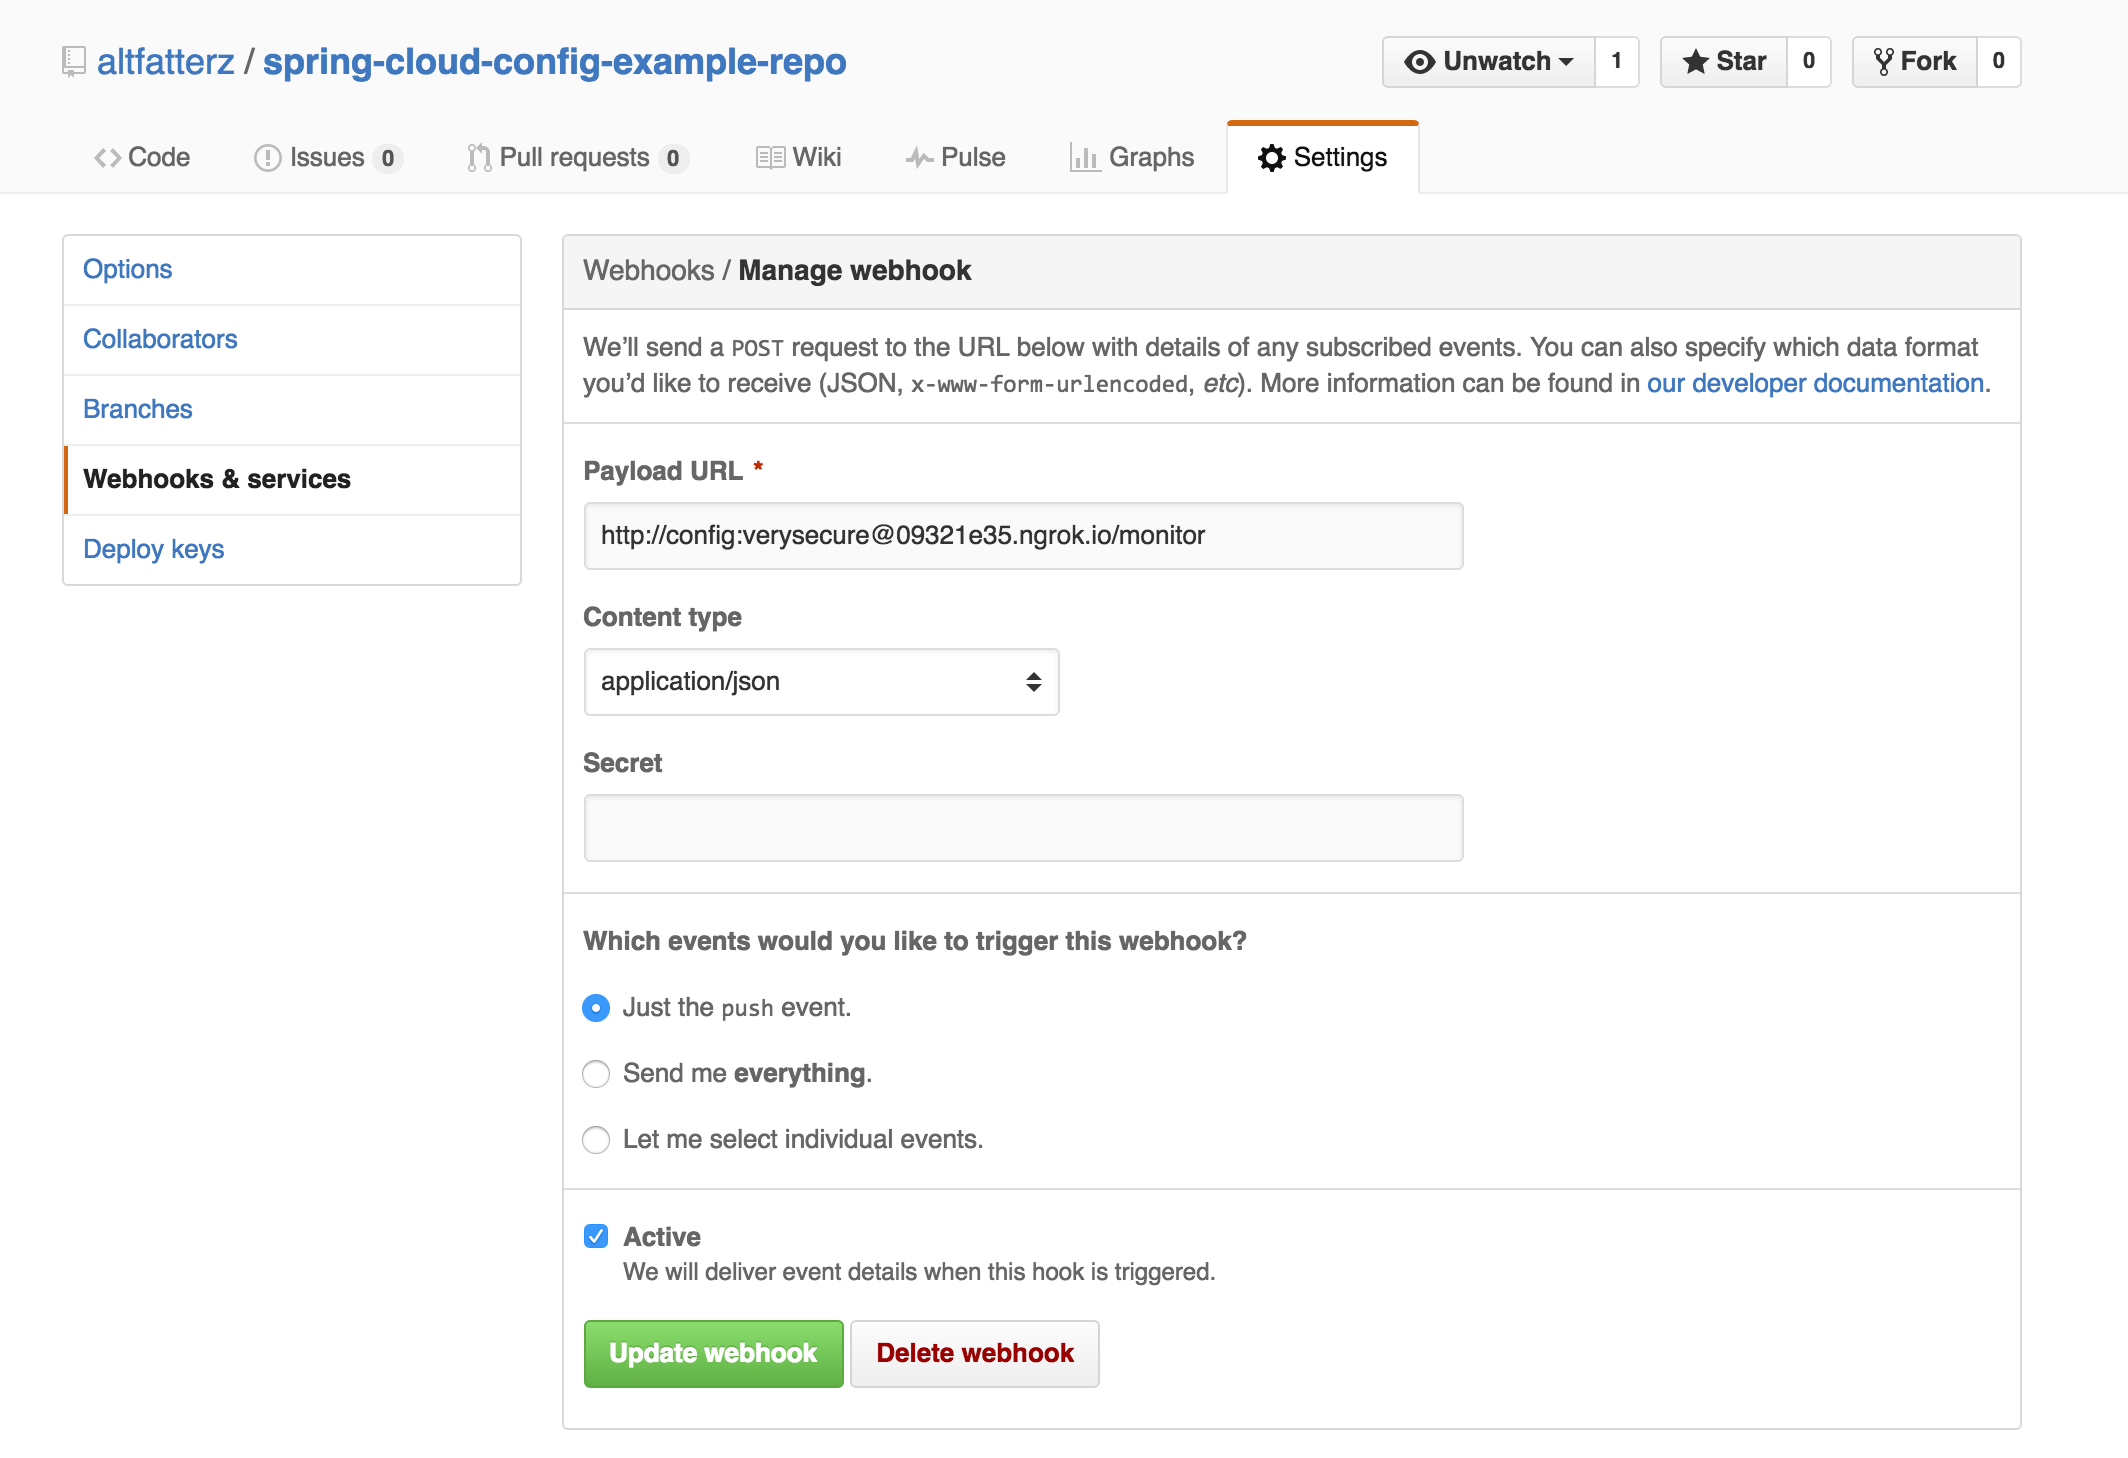 altfatterz / spring-cloud-config-example-repo
Unwatch 1 Star 0 Fork 0
Code Issues 0 Pull requests 0 Wiki Pulse Graphs Settings
Options
Collaborators
Branches
Webhooks & services
Deploy keys
Webhooks / Manage webhook
We’ll send a POST request to the URL below with details of any subscribed events. You can also specify which data format
you’d like to receive (JSON, x-www-form-urlencoded, etc). More information can be found in our developer documentation.
Payload URL *
http://config:verysecure@09321e35.ngrok.io/monitor
Content type
application/json
Secret
Which events would you like to trigger this webhook?
Just the push event.
Send me everything.
Let me select individual events.
Active
We will deliver event details when this hook is triggered.
Update webhook Delete webhook